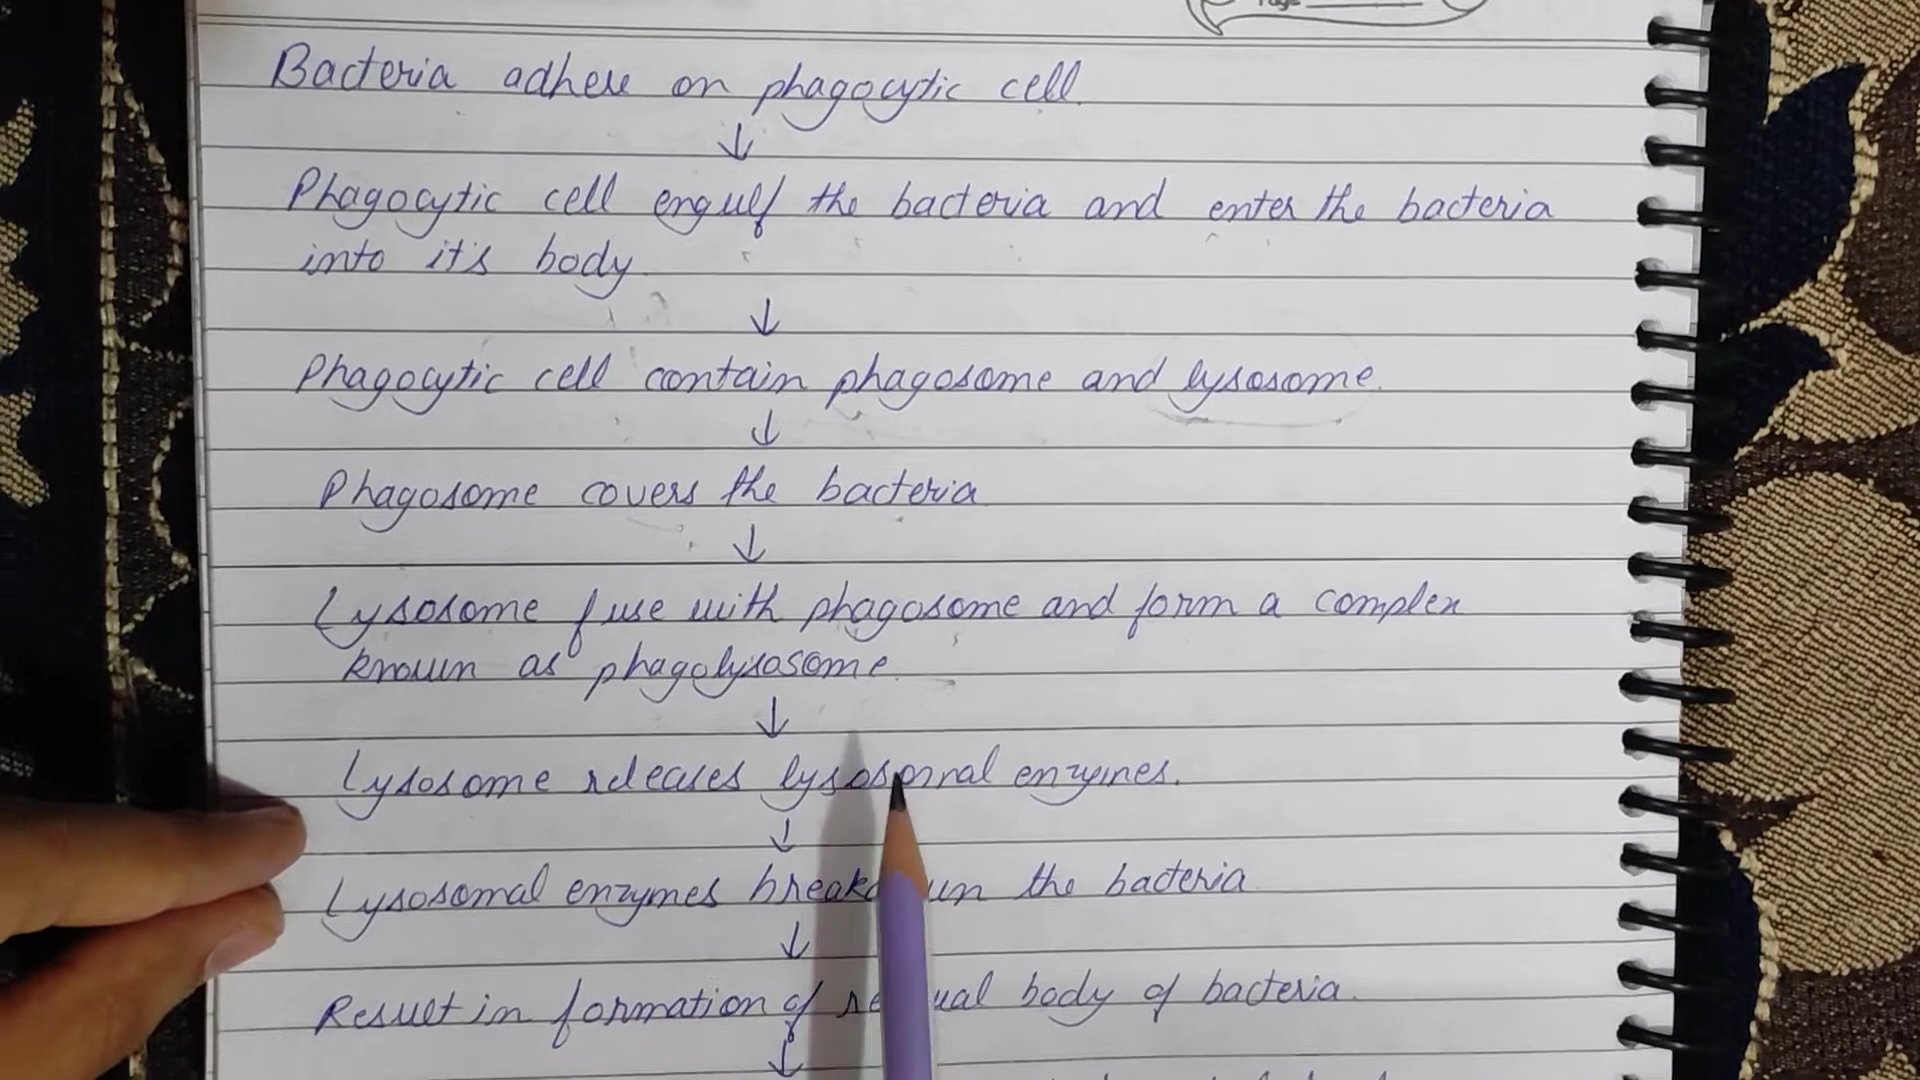 Bacteria adhere on phagocytic cell.
↓
Phagocytic cell engulf the bacteria and enter the bacteria
into it's body.
↓
Phagocytic cell contain phagosome and lysosome.
↓
Phagosome covers the bacteria
↓
Lysosome fuse with phagosome and form a complex
known as phagolysosome.
↓
Lysosome releases lysosomal enzymes.
↓
Lysosomal enzymes breakdown the bacteria
↓
Result in formation of body of bacteria.
↓